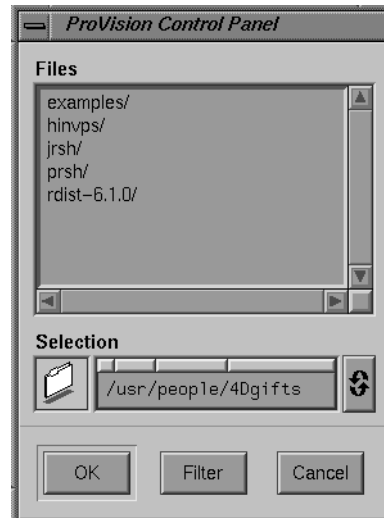 ProVision Control Panel
Files
examples/
hinvps/
jrsh/
prsh/
rdist-6.1.0/
Selection
/usr/people/4Dgifts
OK
Filter
Cancel